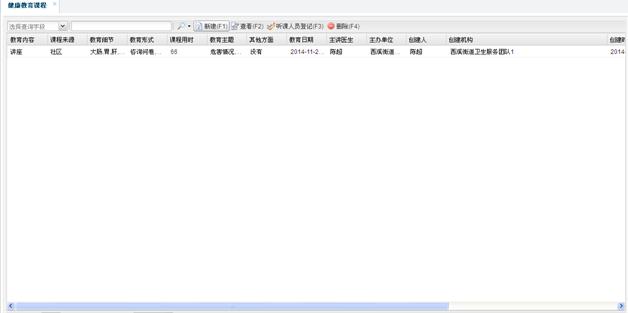 健康教育课程
选择查询字段 新建(F1) 查看(F2) 听课人员登记(F3) 删除(F4)
教育内容 课程来源 教育细节 教育形式 课程用时 教育主题 其他方面 教育日期 主讲医生 主办单位 创建人 创建机构 创建时
讲座 社区 大肠,胃,肝,... 咨询问卷,... 66 危害情况,... 没有 2014-11-2... 陈超 西溪街道... 陈超 西溪街道卫生服务团队1 2014